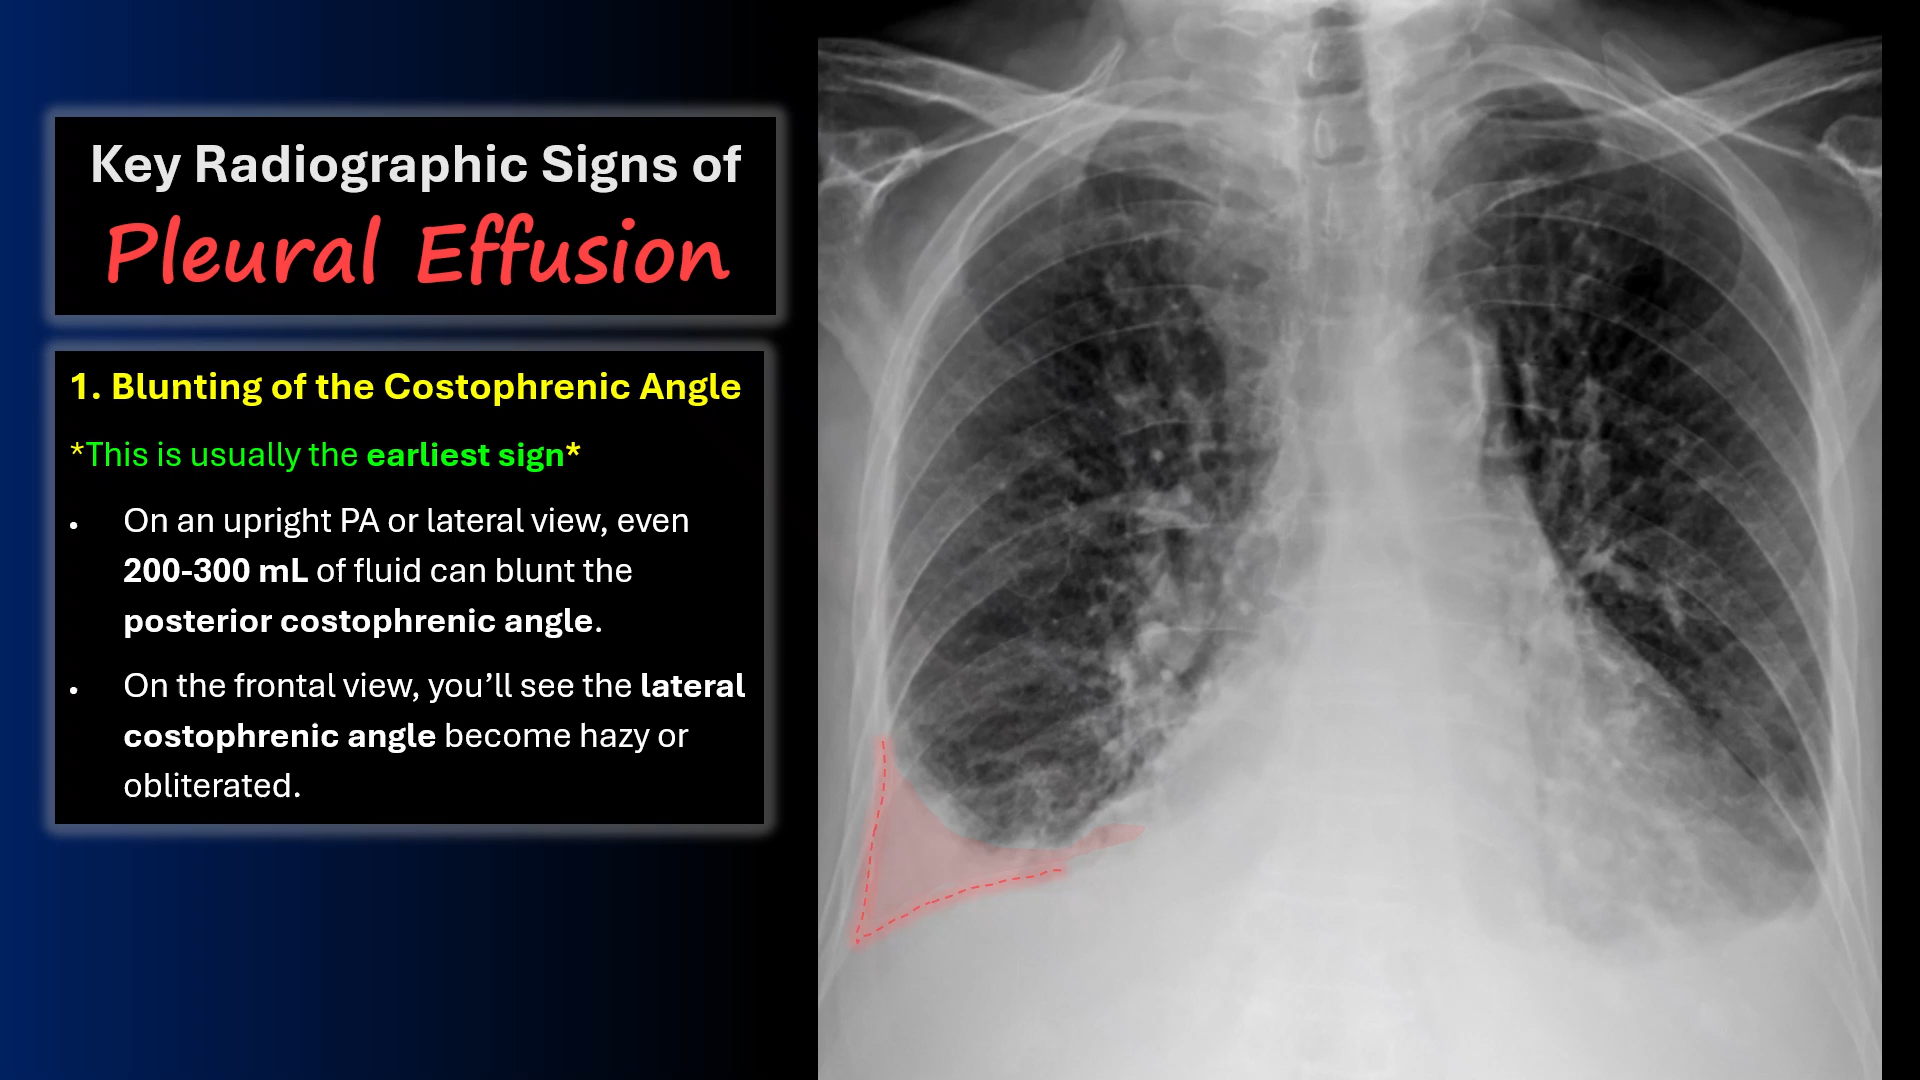 Key Radiographic Signs of
Pleural Effusion
1. Blunting of the Costophrenic Angle
*This is usually the earliest sign*
• On an upright PA or lateral view, even
200-300 mL of fluid can blunt the
posterior costophrenic angle.
• On the frontal view, you’ll see the lateral
costophrenic angle become hazy or
obliterated.